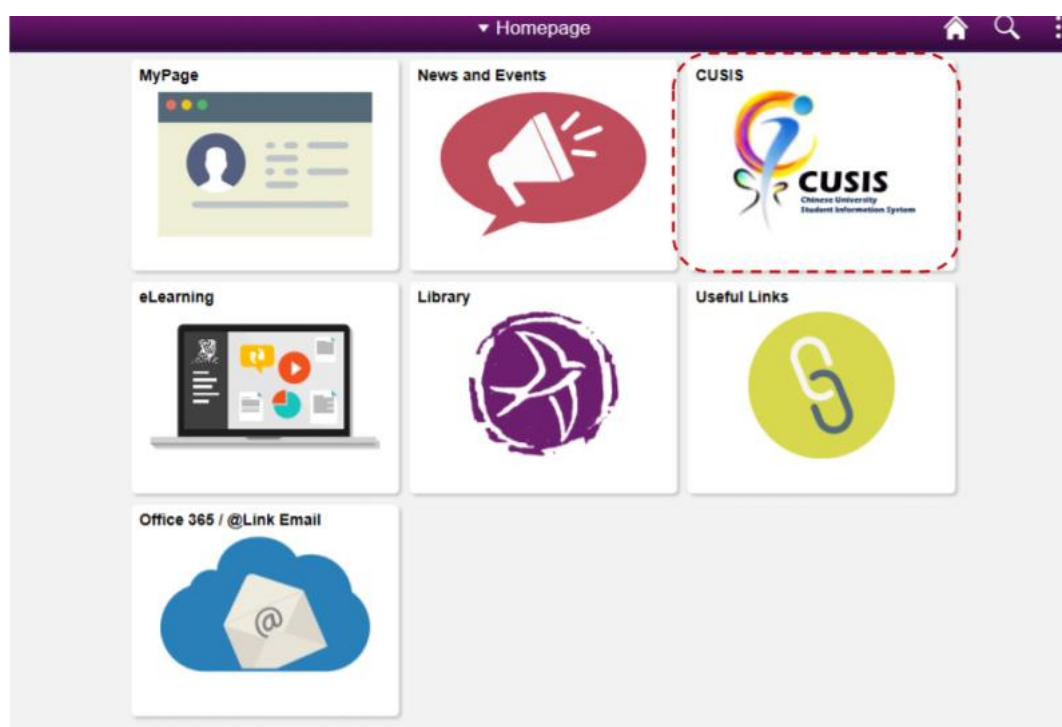 Homepage
MyPage
News and Events
CUSIS
CUSIS
Chinese University
Student Information System
eLearning
Library
Useful Links
Office 365 / @Link Email
@